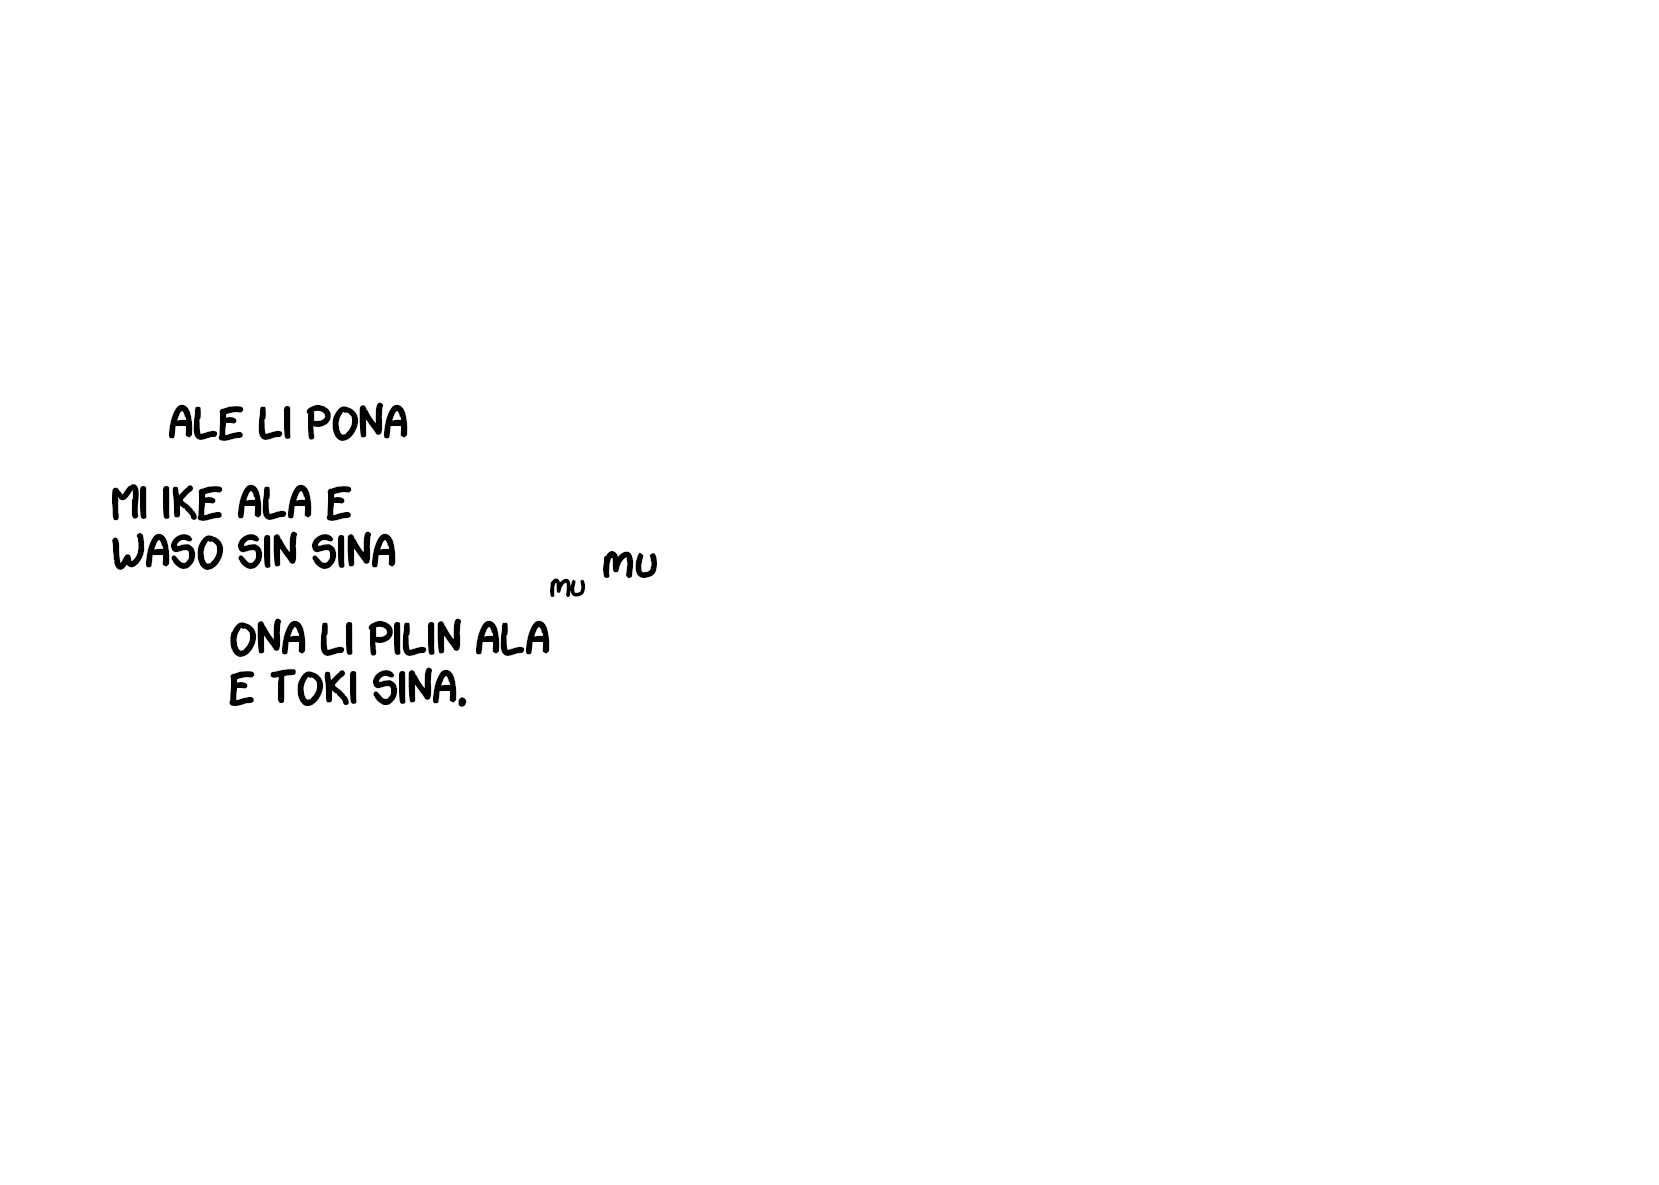 ALE LI PONA
MI IKE ALA E
WASO SIN SINA
mu mu
ONA LI PILIN ALA
E TOKI SINA.